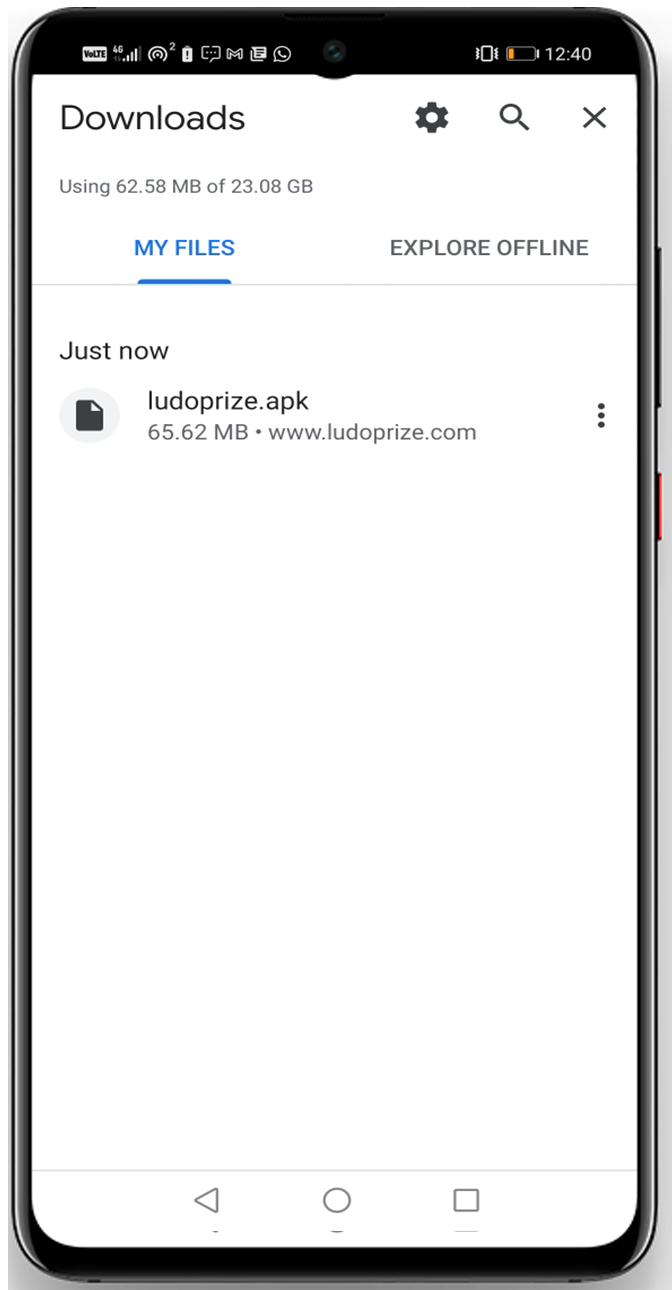 VoLTE 4G 2 12:40
Downloads
Using 62.58 MB of 23.08 GB
MY FILES EXPLORE OFFLINE
Just now
ludoprize.apk
65.62 MB • www.ludoprize.com